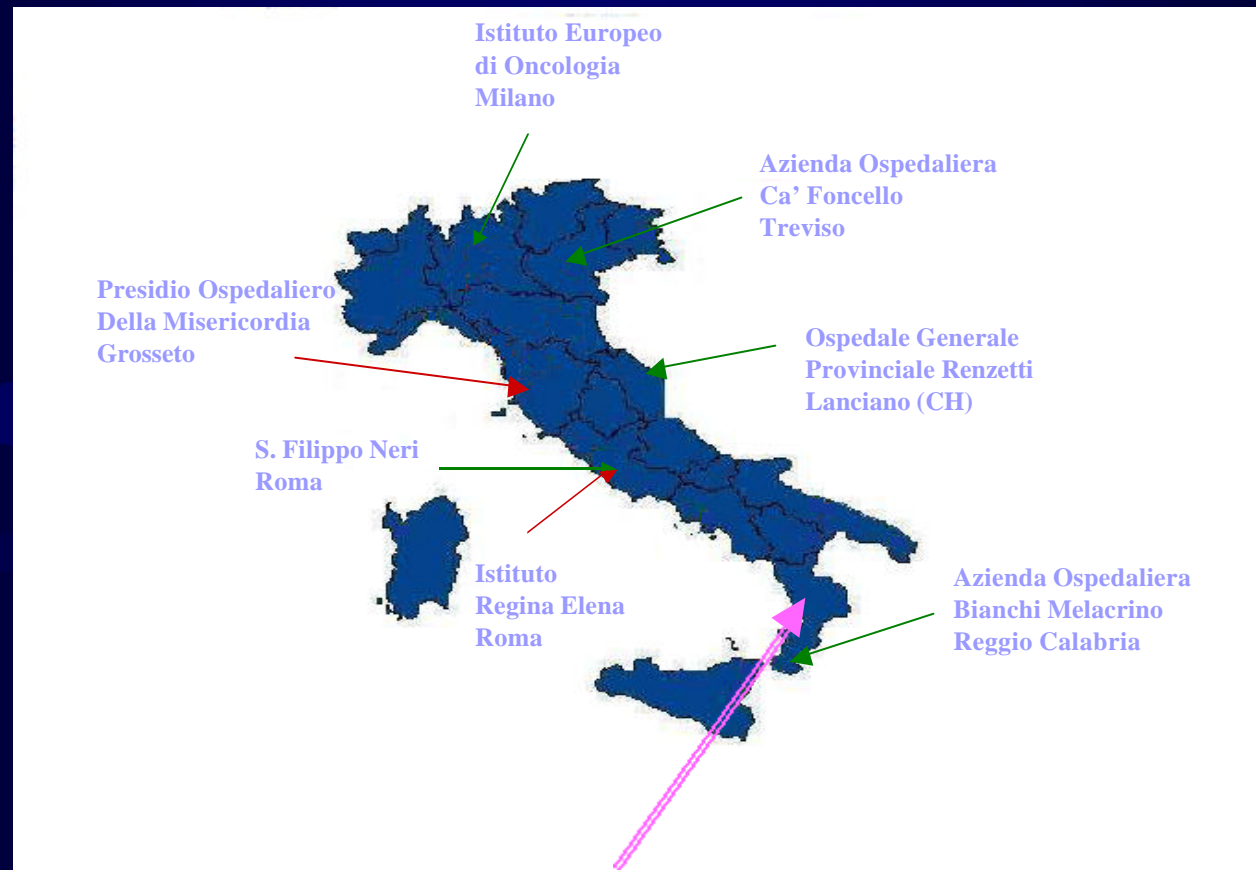 Istituto Europeo
di Oncologia
Milano
Azienda Ospedaliera
Ca’ Foncello
Treviso
Presidio Ospedaliero
Della Misericordia
Grosseto
Ospedale Generale
Provinciale Renzetti
Lanciano (CH)
S. Filippo Neri
Roma
Istituto
Regina Elena
Roma
Azienda Ospedaliera
Bianchi Melacrino
Reggio Calabria